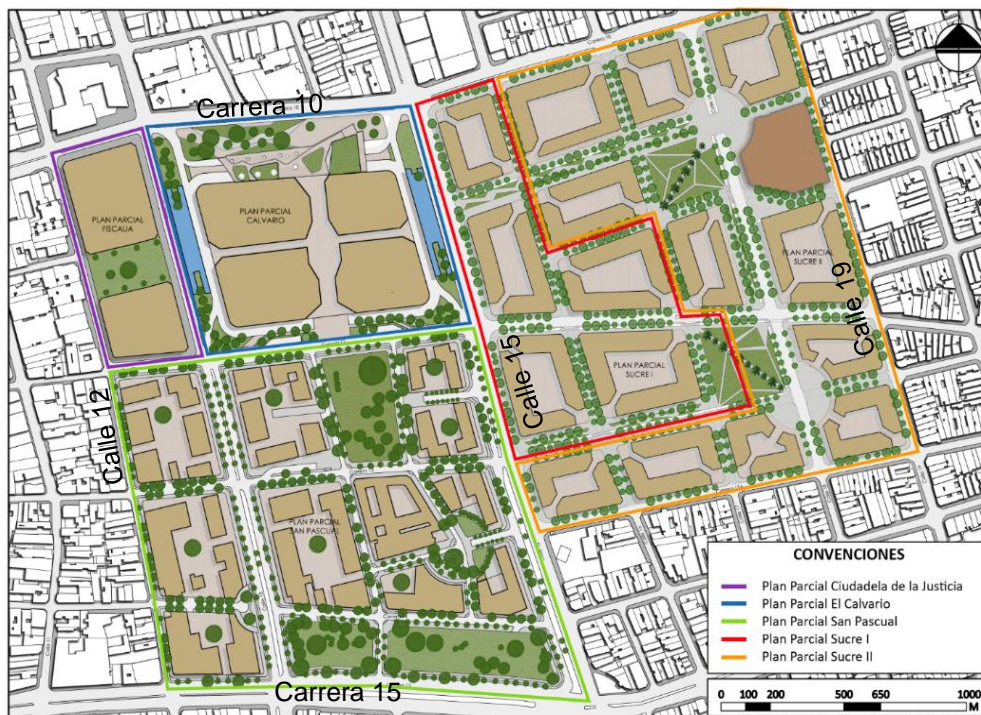 Carrera 10
Carrera 10
PLAN PARCIAL
FISCALIA
PLAN PARCIAL
CALVARIO
PLAN PARCIAL
SUCRE II
Calle 15
Calle 19
PLAN PARCIAL
SUCRE I
Calle 12
PLAN PARCIAL
SAN PASCUAL
Carrera 15
CONVENCIONES
Plan Parcial Ciudadela de la Justicia
Plan Parcial El Calvario
Plan Parcial San Pascual
Plan Parcial Sucre I
Plan Parcial Sucre II
0 100 200 500 650 1000
M